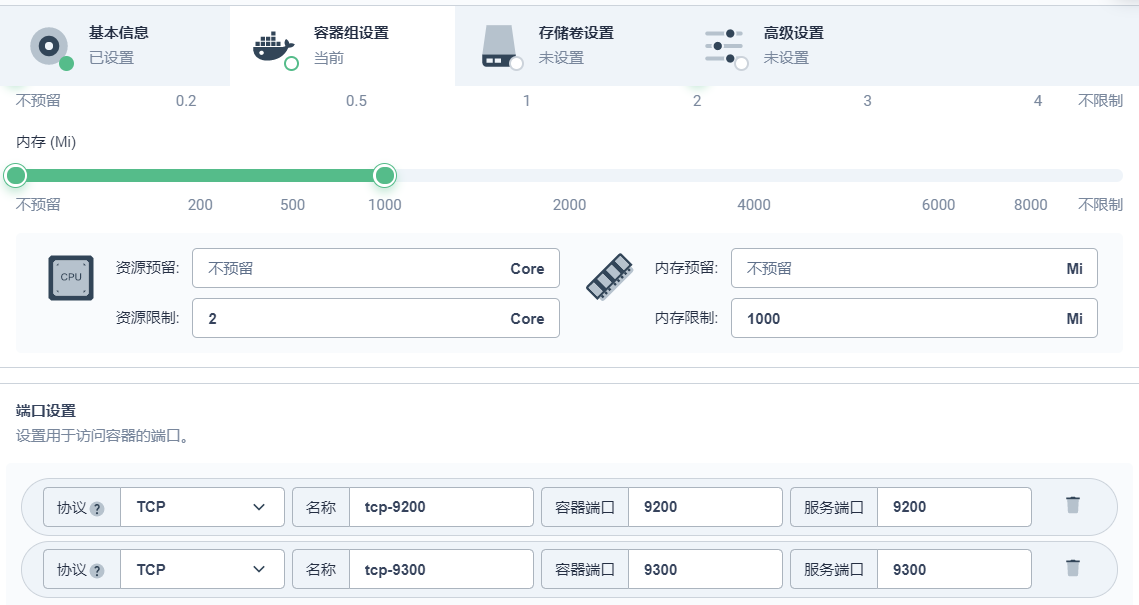 基本信息 容器组设置 存储卷设置 高级设置
已设置 当前 未设置 未设置
不预留 0.2 0.5 1 2 3 4 不限制
内存 (Mi)
不预留 200 500 1000 2000 4000 6000 8000 不限制
CPU 资源预留: 不预留 Core 内存预留: 不预留 Mi
资源限制: 2 Core 内存限制: 1000 Mi
端口设置
设置用于访问容器的端口。
协议 ? TCP 名称 tcp-9200 容器端口 9200 服务端口 9200
协议 ? TCP 名称 tcp-9300 容器端口 9300 服务端口 9300